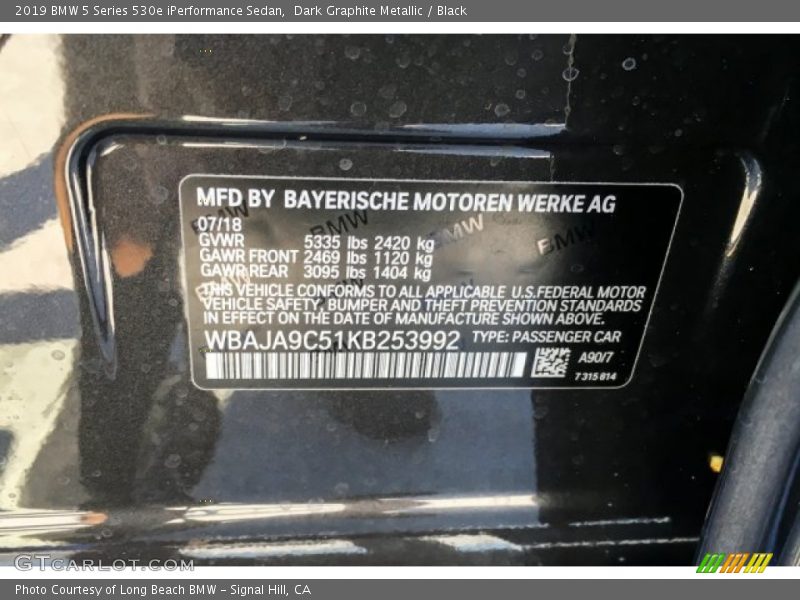 2019 BMW 5 Series 530e iPerformance Sedan, Dark Graphite Metallic / Black
MFD BY BAYERISCHE MOTOREN WERKE AG
07/18
GVWR 5335 lbs 2420 kg
GAWR FRONT 2469 lbs 1120 kg
GAWR REAR 3095 lbs 1404 kg
THIS VEHICLE CONFORMS TO ALL APPLICABLE U.S.FEDERAL MOTOR
VEHICLE SAFETY, BUMPER AND THEFT PREVENTION STANDARDS
IN EFFECT ON THE DATE OF MANUFACTURE SHOWN ABOVE.
WBAJA9C51KB253992 TYPE: PASSENGER CAR
A90/7
7 315 814
BMW BMW BMW BMW
GTCARLOT.COM
Photo Courtesy of Long Beach BMW - Signal Hill, CA